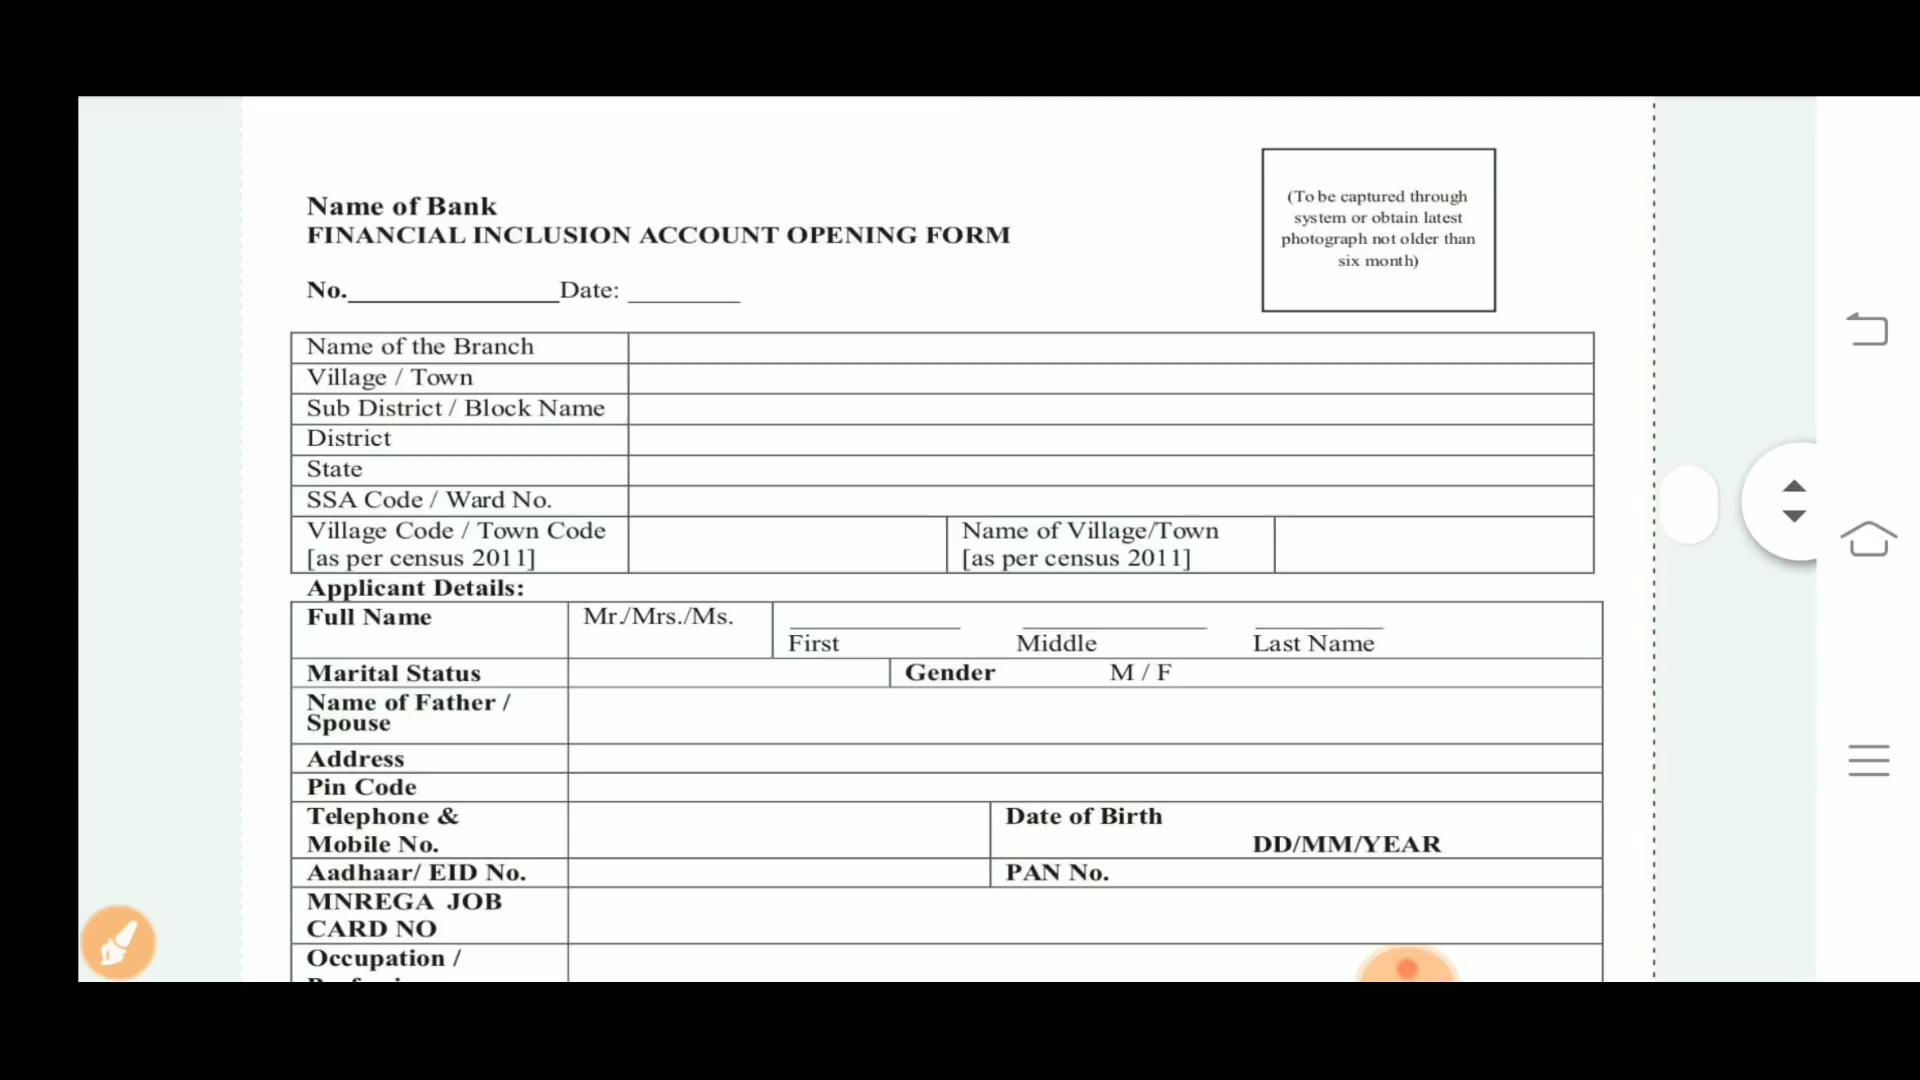 (To be captured through
system or obtain latest
photograph not older than
six month)
Name of Bank
FINANCIAL INCLUSION ACCOUNT OPENING FORM
No.________________Date: _________
Name of the Branch
Village / Town
Sub District / Block Name
District
State
SSA Code / Ward No.
Village Code / Town Code
[as per census 2011]
Name of Village/Town
[as per census 2011]
Applicant Details:
Full Name
Mr./Mrs./Ms.
First
Middle
Last Name
Marital Status
Gender
M / F
Name of Father /
Spouse
Address
Pin Code
Telephone &
Mobile No.
Date of Birth
DD/MM/YEAR
Aadhaar/ EID No.
PAN No.
MNREGA JOB
CARD NO
Occupation /